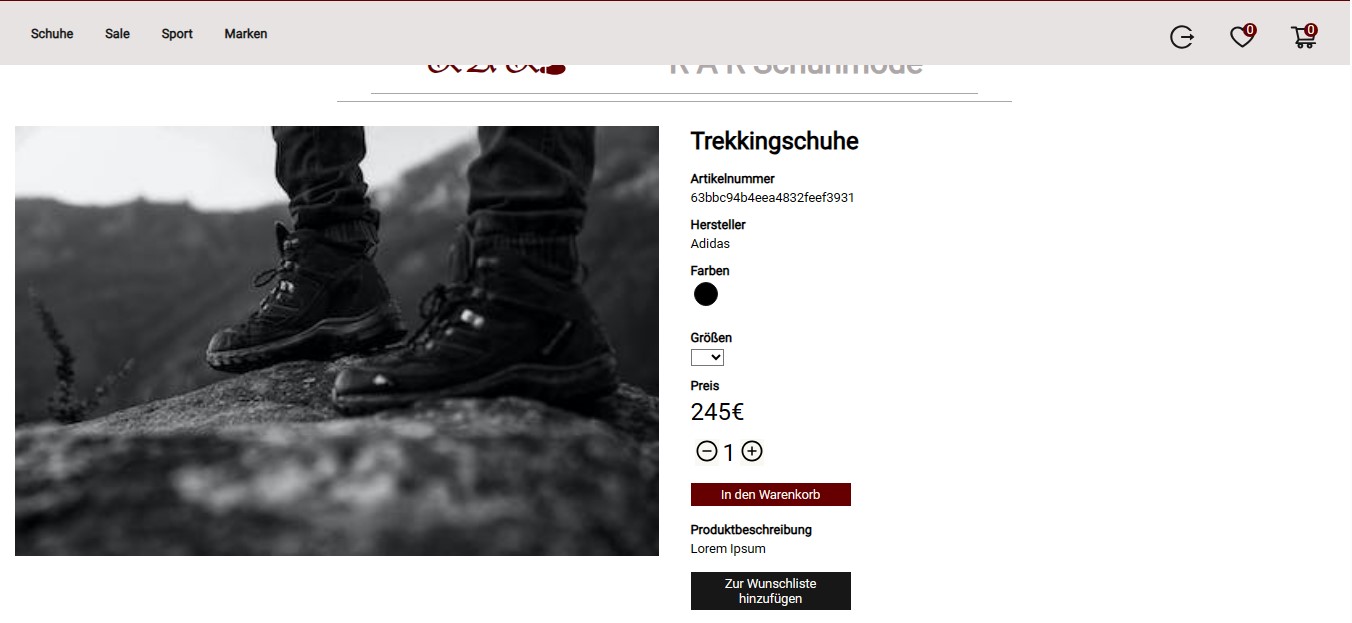 Schuhe Sale Sport Marken 0 0
R A R Schuhmode
Trekkingschuhe
Artikelnummer
63bbc94b4eea4832feef3931
Hersteller
Adidas
Farben
Größen
Preis
245€
1
In den Warenkorb
Produktbeschreibung
Lorem Ipsum
Zur Wunschliste
hinzufügen